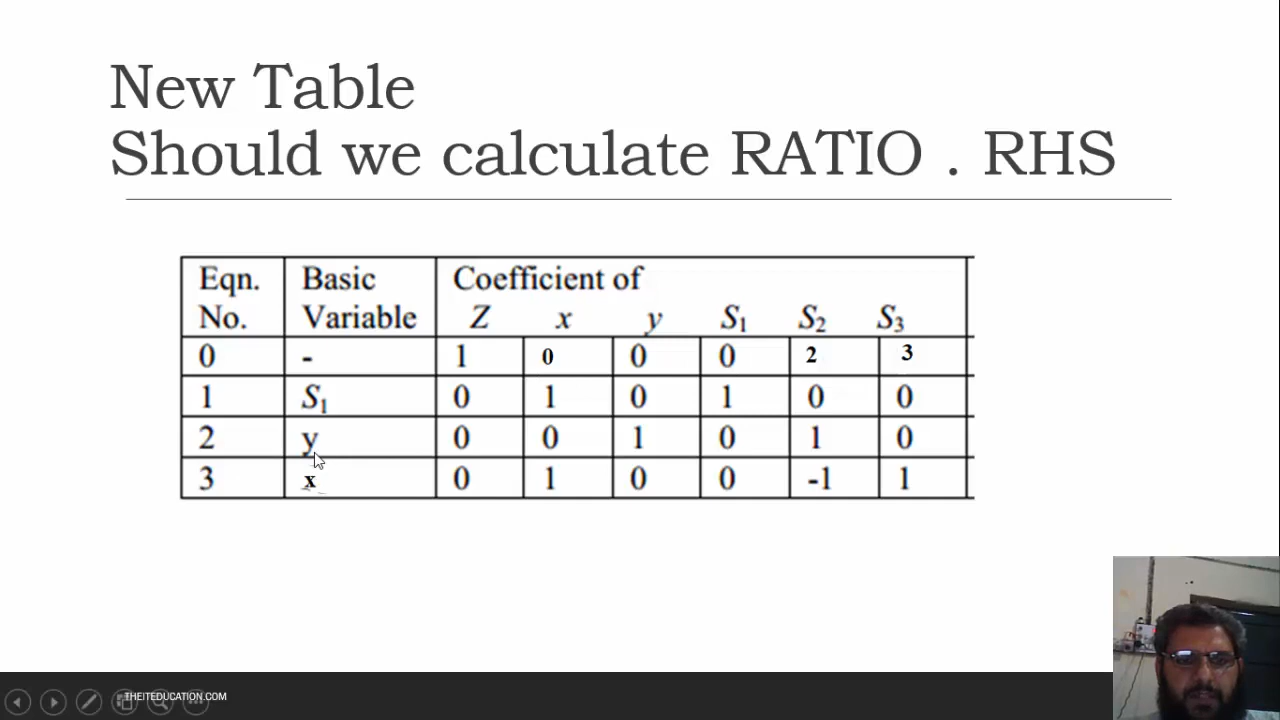 New Table
Should we calculate RATIO . RHS
Eqn. No. Basic Variable Coefficient of
Z x y S1 S2 S3
0 - 1 0 0 0 2 3
1 S1 0 1 0 1 0 0
2 y 0 0 1 0 1 0
3 x 0 1 0 0 -1 1
THEITEDUCATION.COM